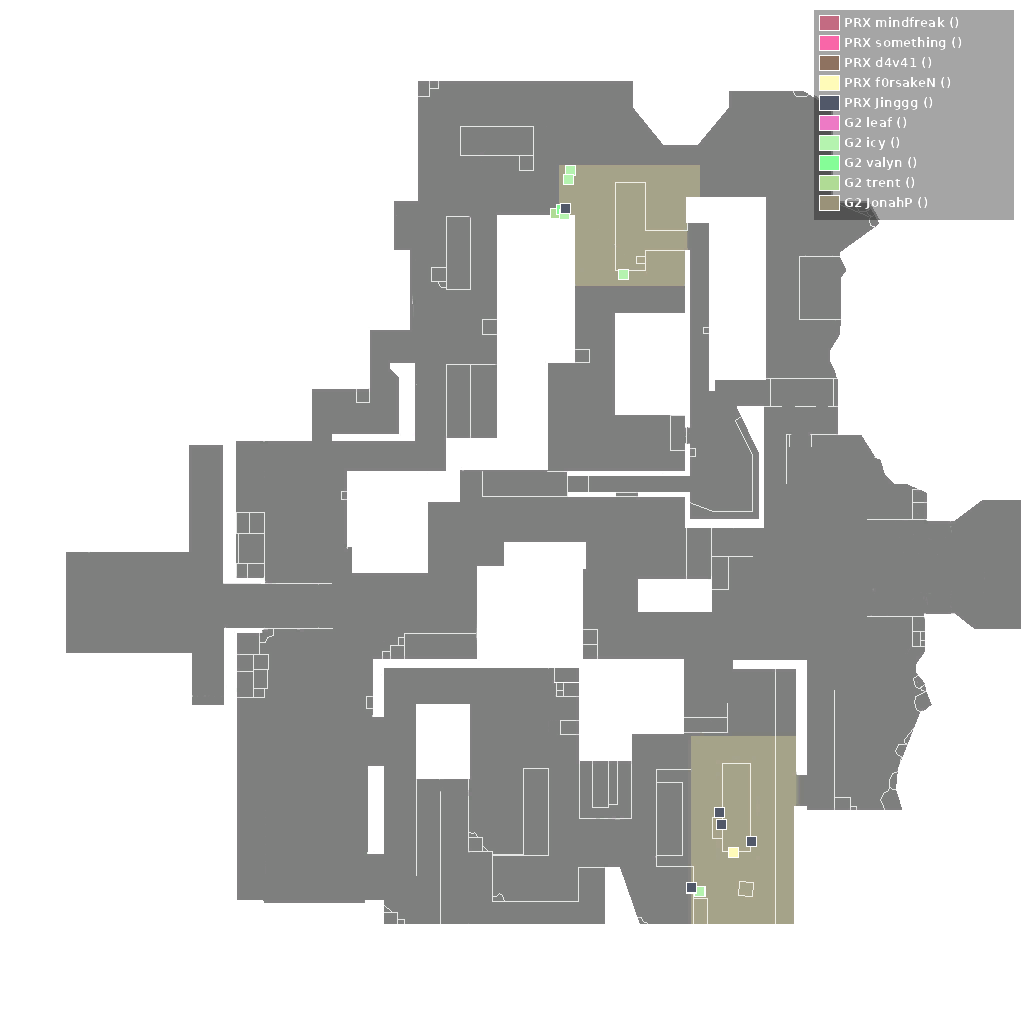 PRX mindfreak ()
PRX something ()
PRX d4v41 ()
PRX f0rsakeN ()
PRX Jinggg ()
G2 leaf ()
G2 icy ()
G2 valyn ()
G2 trent ()
G2 JonahP ()